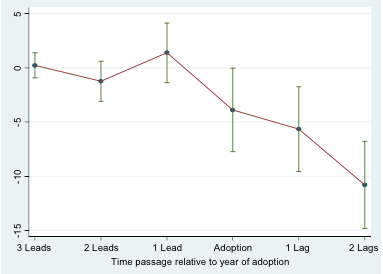 5
0
-5
-10
-15
3 Leads 2 Leads 1 Lead Adoption 1 Lag 2 Lags
Time passage relative to year of adoption